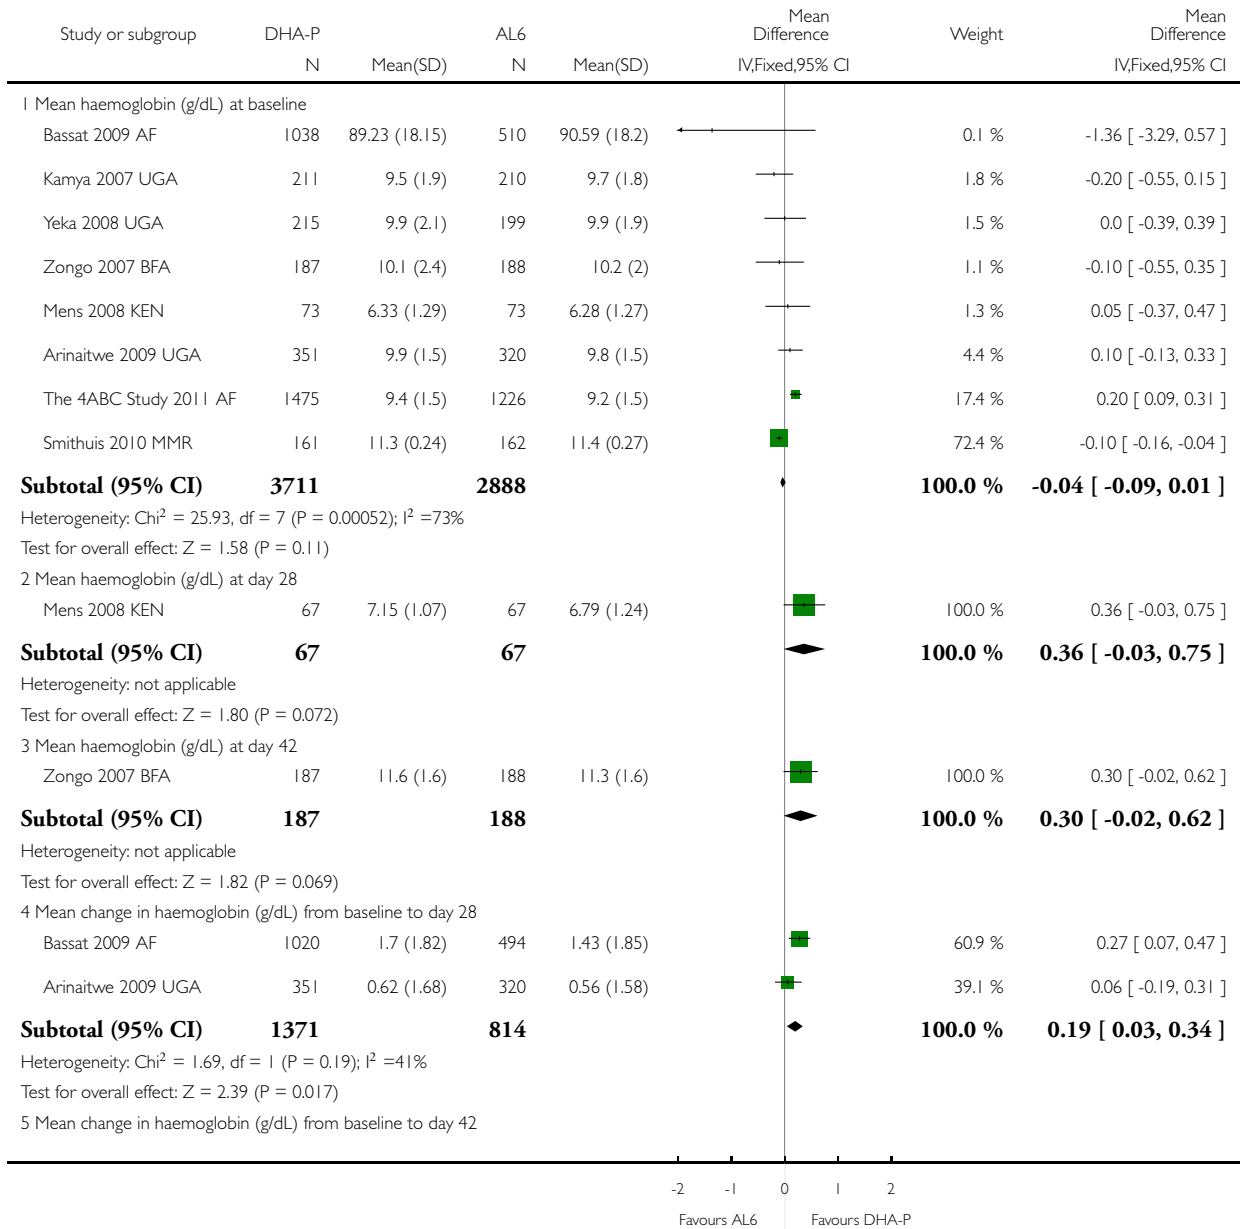 Study or subgroup DHA-P AL6 Mean Difference Weight Mean Difference
N Mean(SD) N Mean(SD) IV,Fixed,95% CI IV,Fixed,95% CI
1 Mean haemoglobin (g/dL) at baseline
Bassat 2009 AF 1038 89.23 (18.15) 510 90.59 (18.2) 0.1 % -1.36 [ -3.29, 0.57 ]
Kamya 2007 UGA 211 9.5 (1.9) 210 9.7 (1.8) 1.8 % -0.20 [ -0.55, 0.15 ]
Yeka 2008 UGA 215 9.9 (2.1) 199 9.9 (1.9) 1.5 % 0.0 [ -0.39, 0.39 ]
Zongo 2007 BFA 187 10.1 (2.4) 188 10.2 (2) 1.1 % -0.10 [ -0.55, 0.35 ]
Mens 2008 KEN 73 6.33 (1.29) 73 6.28 (1.27) 1.3 % 0.05 [ -0.37, 0.47 ]
Arinaitwe 2009 UGA 351 9.9 (1.5) 320 9.8 (1.5) 4.4 % 0.10 [ -0.13, 0.33 ]
The 4ABC Study 2011 AF 1475 9.4 (1.5) 1226 9.2 (1.5) 17.4 % 0.20 [ 0.09, 0.31 ]
Smithuis 2010 MMR 161 11.3 (0.24) 162 11.4 (0.27) 72.4 % -0.10 [ -0.16, -0.04 ]
Subtotal (95% CI) 3711 2888 100.0 % -0.04 [ -0.09, 0.01 ]
Heterogeneity: Chi² = 25.93, df = 7 (P = 0.00052); I² =73%
Test for overall effect: Z = 1.58 (P = 0.11)
2 Mean haemoglobin (g/dL) at day 28
Mens 2008 KEN 67 7.15 (1.07) 67 6.79 (1.24) 100.0 % 0.36 [ -0.03, 0.75 ]
Subtotal (95% CI) 67 67 100.0 % 0.36 [ -0.03, 0.75 ]
Heterogeneity: not applicable
Test for overall effect: Z = 1.80 (P = 0.072)
3 Mean haemoglobin (g/dL) at day 42
Zongo 2007 BFA 187 11.6 (1.6) 188 11.3 (1.6) 100.0 % 0.30 [ -0.02, 0.62 ]
Subtotal (95% CI) 187 188 100.0 % 0.30 [ -0.02, 0.62 ]
Heterogeneity: not applicable
Test for overall effect: Z = 1.82 (P = 0.069)
4 Mean change in haemoglobin (g/dL) from baseline to day 28
Bassat 2009 AF 1020 1.7 (1.82) 494 1.43 (1.85) 60.9 % 0.27 [ 0.07, 0.47 ]
Arinaitwe 2009 UGA 351 0.62 (1.68) 320 0.56 (1.58) 39.1 % 0.06 [ -0.19, 0.31 ]
Subtotal (95% CI) 1371 814 100.0 % 0.19 [ 0.03, 0.34 ]
Heterogeneity: Chi² = 1.69, df = 1 (P = 0.19); I² =41%
Test for overall effect: Z = 2.39 (P = 0.017)
5 Mean change in haemoglobin (g/dL) from baseline to day 42
-2 -1 0 1 2
Favours AL6 Favours DHA-P